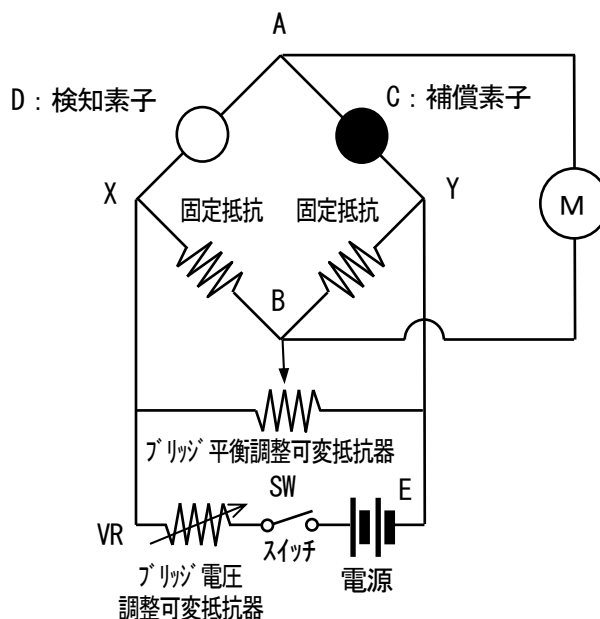 A
D：検知素子
C：補償素子
X
Y
M
固定抵抗
固定抵抗
B
ﾌﾞﾘｯｼﾞ平衡調整可変抵抗器
SW
E
VR
スイッチ
ﾌﾞﾘｯｼﾞ電圧
調整可変抵抗器
電源